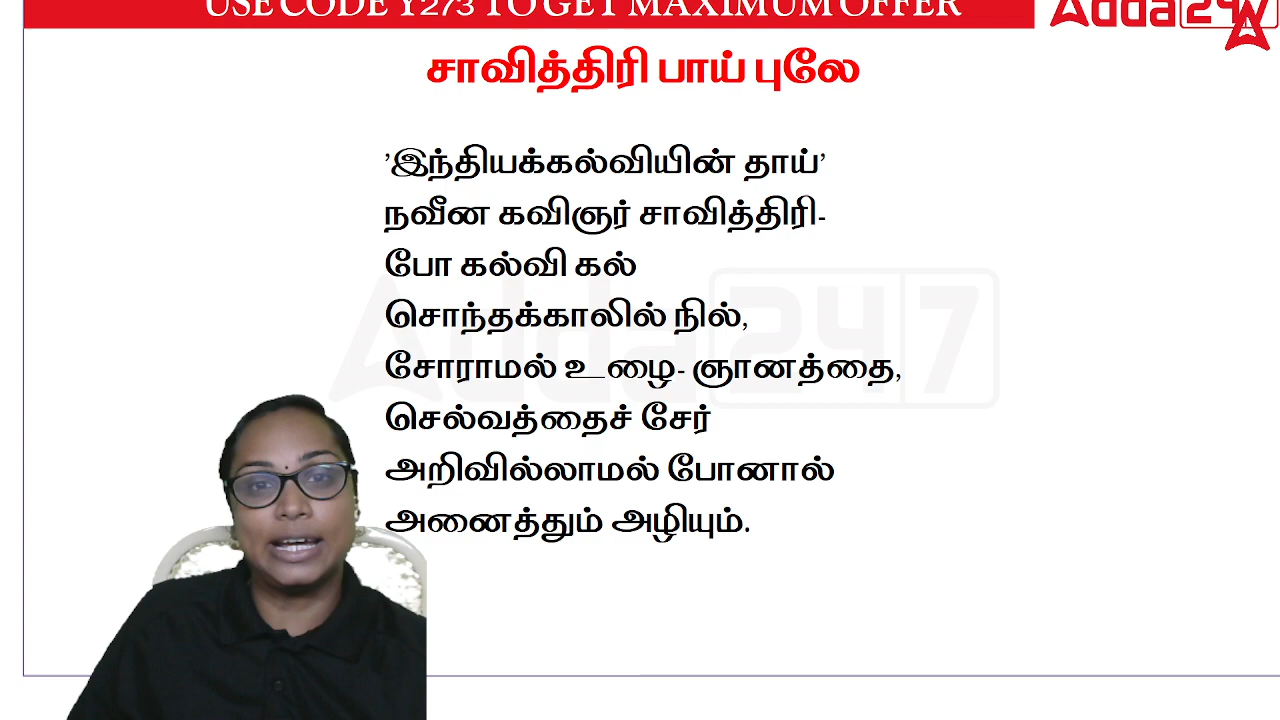 USE CODE Y273 TO GET MAXIMUM OFFER
Adda247
சாவித்திரி பாய் புலே
’இந்தியக்கல்வியின் தாய்’
நவீன கவிஞர் சாவித்திரி-
போ கல்வி கல்
சொந்தக்காலில் நில்,
சோராமல் உழை- ஞானத்தை,
செல்வத்தைச் சேர்
அறிவில்லாமல் போனால்
அனைத்தும் அழியும்.
Adda247